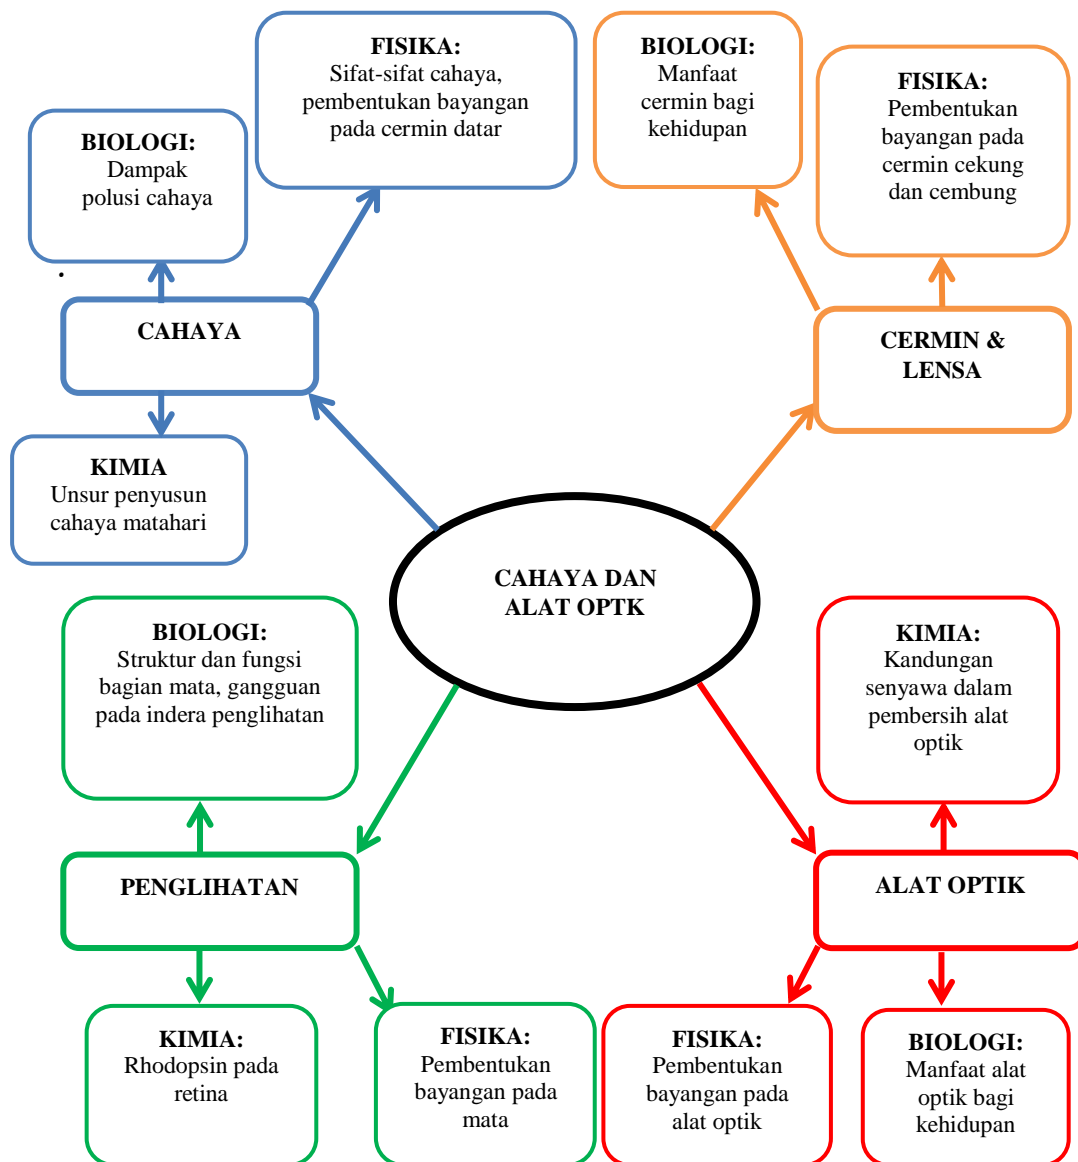 FISIKA:
Sifat-sifat cahaya,
pembentukan bayangan
pada cermin datar
BIOLOGI:
Manfaat
cermin bagi
kehidupan
FISIKA:
Pembentukan
bayangan pada
cermin cekung
dan cembung
BIOLOGI:
Dampak
polusi cahaya
.
CAHAYA
CERMIN &
LENSA
KIMIA
Unsur penyusun
cahaya matahari
CAHAYA DAN
ALAT OPTK
BIOLOGI:
Struktur dan fungsi
bagian mata, gangguan
pada indera penglihatan
KIMIA:
Kandungan
senyawa dalam
pembersih alat
optik
PENGLIHATAN
ALAT OPTIK
KIMIA:
Rhodopsin pada
retina
FISIKA:
Pembentukan
bayangan pada
mata
FISIKA:
Pembentukan
bayangan pada
alat optik
BIOLOGI:
Manfaat alat
optik bagi
kehidupan